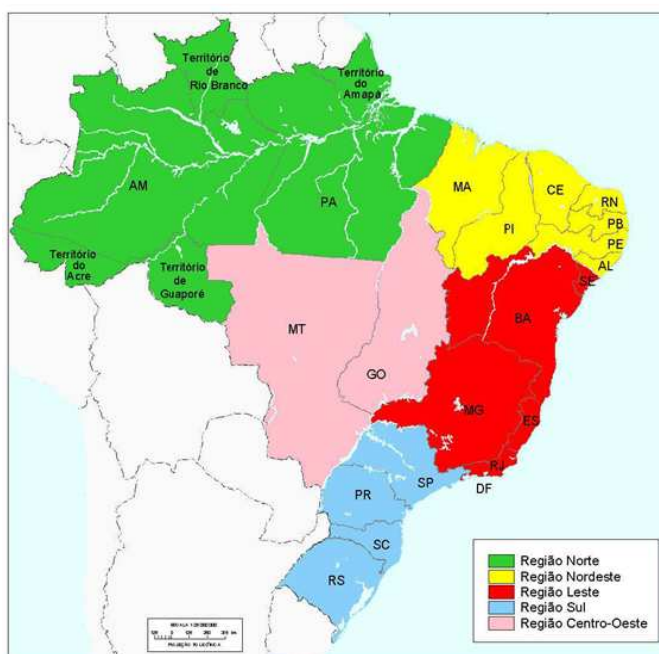 Território
de
Rio Branco
Território
do
Amapá
AM
PA
MA
CE
RN
PB
PI
PE
AL
SE
Território
do
Acre
Território
de
Guaporé
MT
BA
GO
MG
ES
RJ
SP
DF
PR
SC
RS
Região Norte
Região Nordeste
Região Leste
Região Sul
Região Centro-Oeste